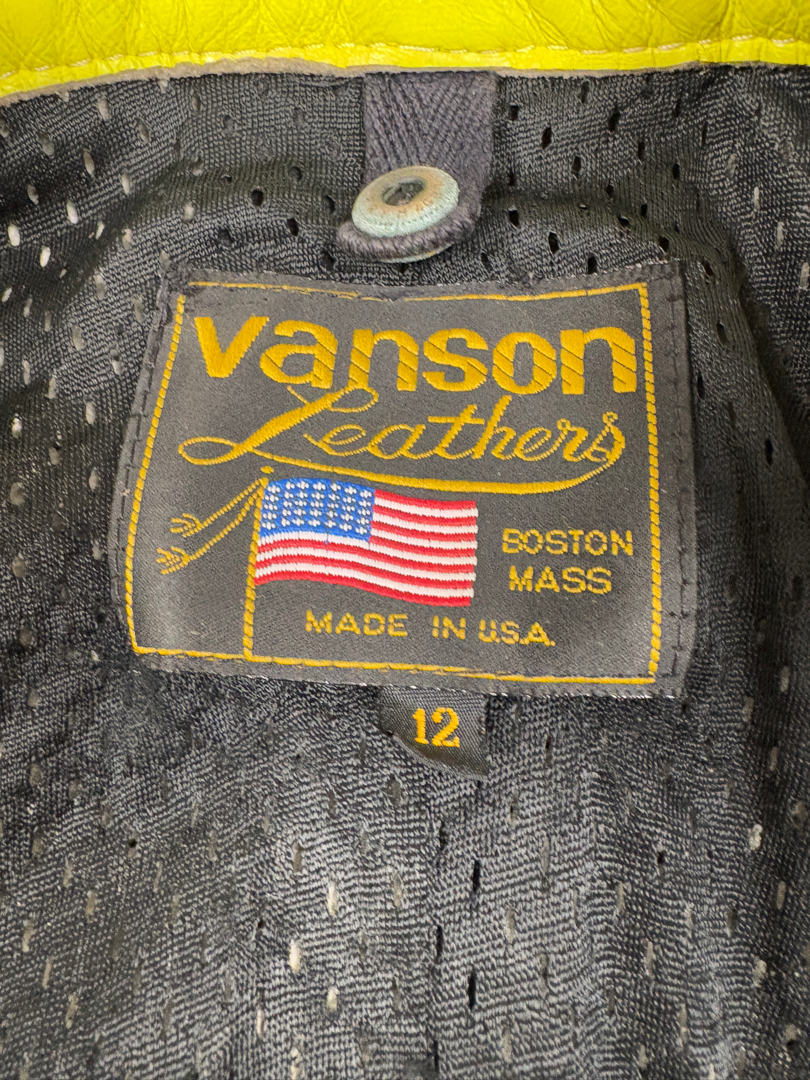 vanson
Leathers
BOSTON
MASS
MADE IN U.S.A.
12